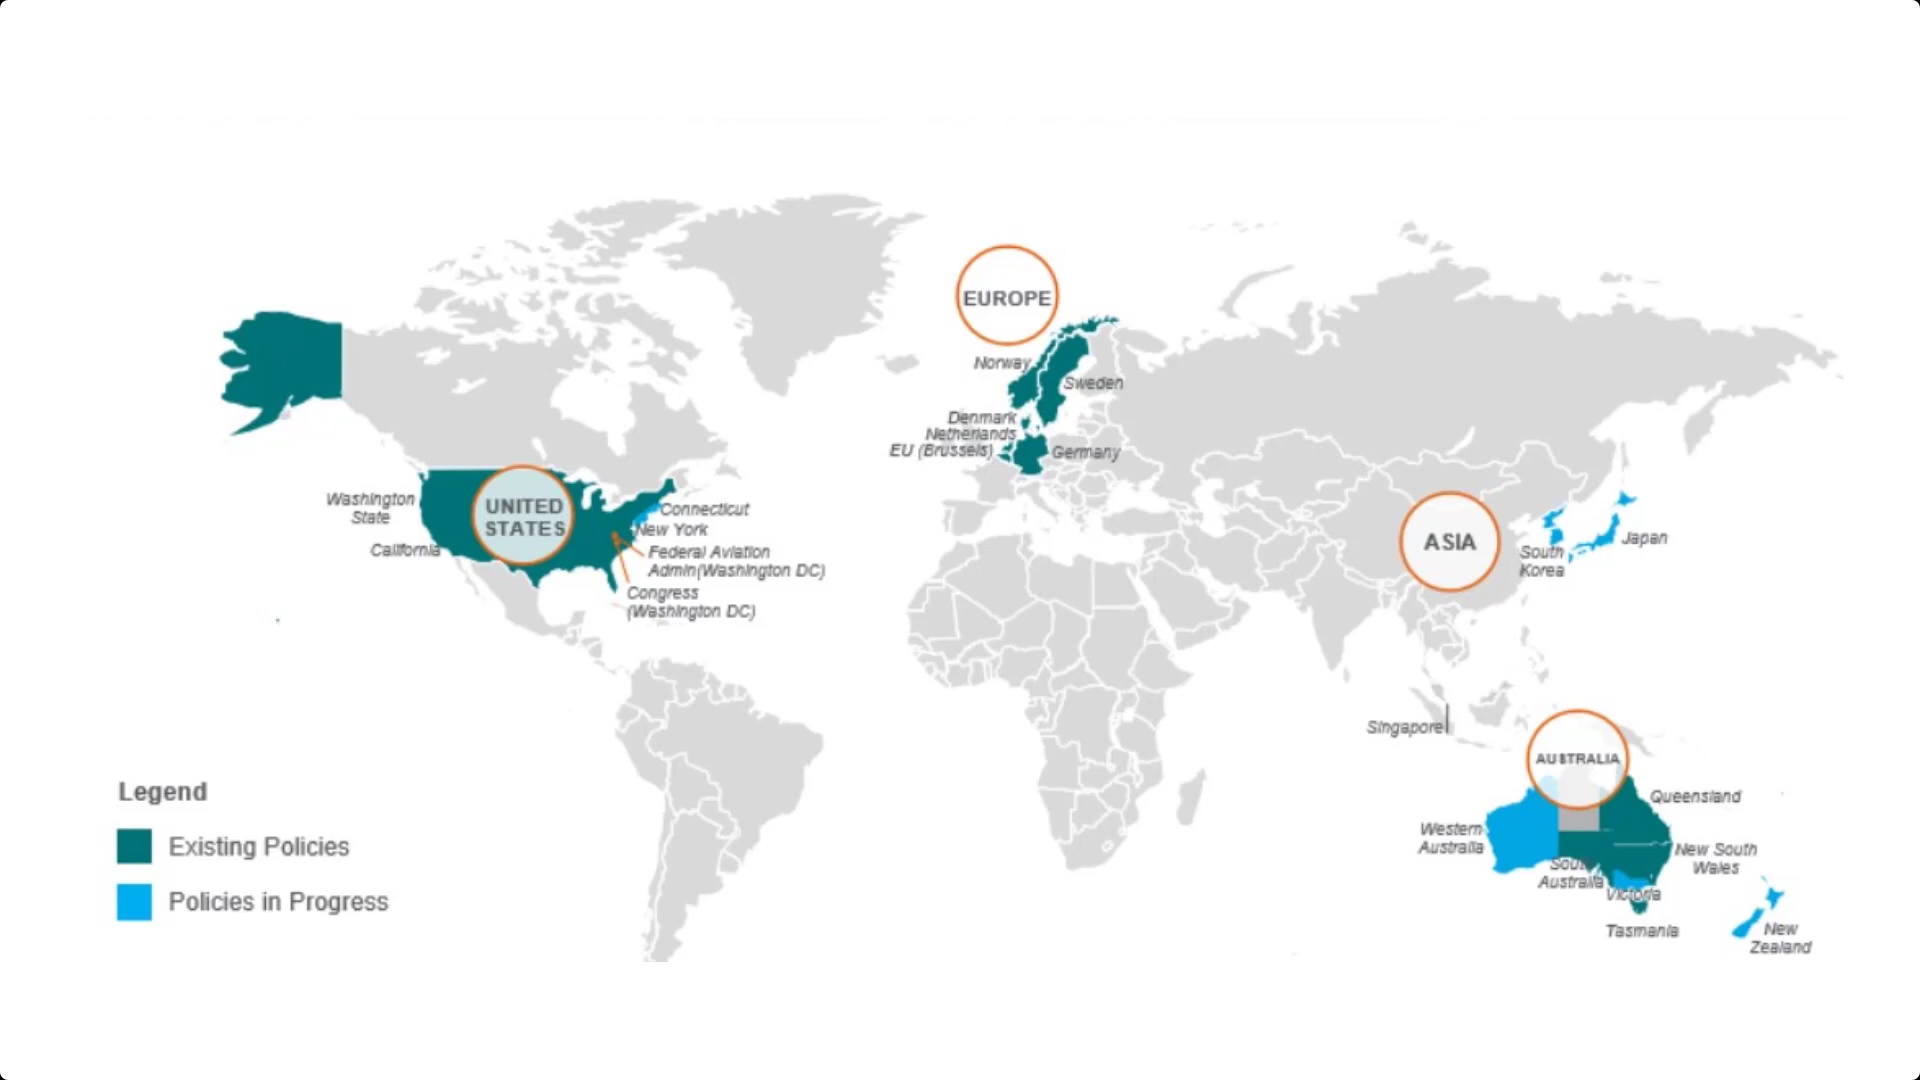 EUROPE
Norway
Sweden
Denmark
Netherlands
EU (Brussels)
Germany
Washington
State
UNITED
STATES
California
Connecticut
New York
Federal Aviation
Admin(Washington DC)
Congress
(Washington DC)
ASIA
Japan
South
Korea
Singapore
AUSTRALIA
Queensland
Western
Australia
New South
Wales
South
Australia
Victoria
Tasmania
New
Zealand
Legend
Existing Policies
Policies in Progress